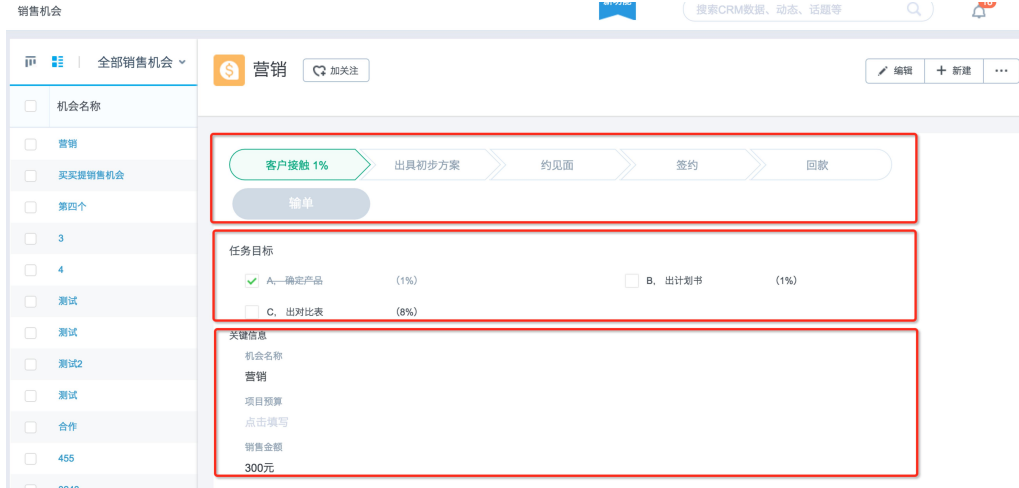 销售机会
新功能
搜索CRM数据、动态、话题等
全部销售机会
营销
加关注
编辑
新建
机会名称
营销
买买提销售机会
第四个
3
4
测试
测试
测试2
测试
合作
455
客户接触 1%
出具初步方案
约见面
签约
回款
输单
任务目标
A, 确定产品 (1%)
B, 出计划书 (1%)
C, 出对比表 (8%)
关键信息
机会名称
营销
项目预算
点击填写
销售金额
300元